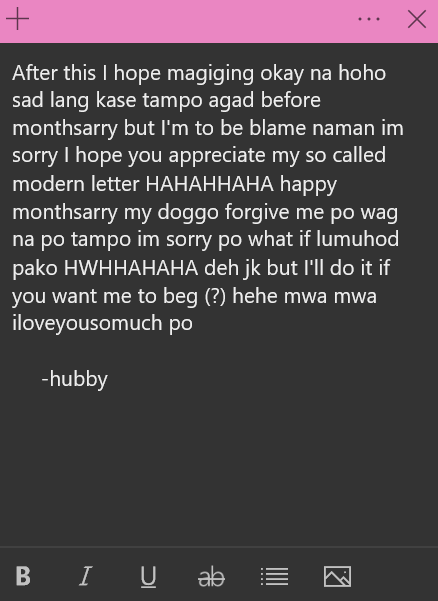 After this I hope magiging okay na hoho
sad lang kase tampo agad before
monthsarry but I'm to be blame naman im
sorry I hope you appreciate my so called
modern letter HAHAHHAHA happy
monthsarry my doggo forgive me po wag
na po tampo im sorry po what if lumuhod
pako HWHHAHAHA deh jk but I'll do it if
you want me to beg (?) hehe mwa mwa
iloveyousomuch po
-hubby
B I U ab